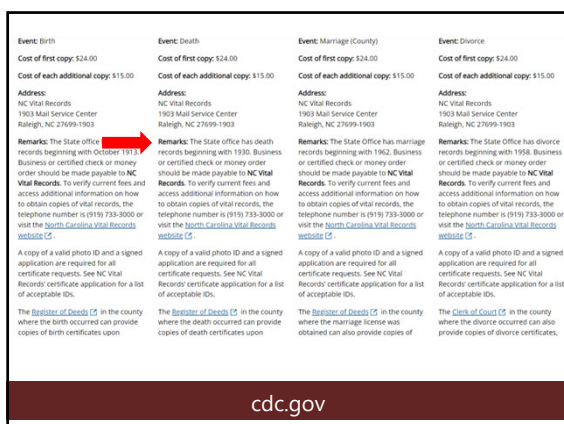 Event: Birth
Cost of first copy: $24.00
Cost of each additional copy: $15.00
Address:
NC Vital Records
1903 Mail Service Center
Raleigh, NC 27699-1903
Remarks: The State office
records beginning with October 1913.
Business or certified check or money
order should be made payable to NC
Vital Records. To verify current fees and
access additional information on how
to obtain copies of vital records, the
telephone number is (919) 733-3000 or
visit the North Carolina Vital Records
website.
A copy of a valid photo ID and a signed
application are required for all
certificate requests. See NC Vital
Records' certificate application for a list
of acceptable IDs.
The Register of Deeds in the county
where the birth occurred can provide
copies of birth certificates upon
Event: Death
Cost of first copy: $24.00
Cost of each additional copy: $15.00
Address:
NC Vital Records
1903 Mail Service Center
Raleigh, NC 27699-1903
Remarks: The State office has death
records beginning with 1930. Business
or certified check or money order
should be made payable to NC Vital
Records. To verify current fees and
access additional information on how
to obtain copies of vital records, the
telephone number is (919) 733-3000 or
visit the North Carolina Vital Records
website.
A copy of a valid photo ID and a signed
application are required for all
certificate requests. See NC Vital
Records' certificate application for a list
of acceptable IDs.
The Register of Deeds in the county
where the death occurred can provide
copies of death certificates upon
Event: Marriage (County)
Cost of first copy: $24.00
Cost of each additional copy: $15.00
Address:
NC Vital Records
1903 Mail Service Center
Raleigh, NC 27699-1903
Remarks: The State Office has marriage
records beginning with 1962. Business
or certified check or money order
should be made payable to NC Vital
Records. To verify current fees and
access additional information on how
to obtain copies of vital records, the
telephone number is (919) 733-3000 or
visit the North Carolina Vital Records
website.
A copy of a valid photo ID and a signed
application are required for all
certificate requests. See NC Vital
Records' certificate application for a list
of acceptable IDs.
The Register of Deeds in the county
where the marriage license was
obtained can also provide copies of
Event: Divorce
Cost of first copy: $24.00
Cost of each additional copy: $15.00
Address:
NC Vital Records
1903 Mail Service Center
Raleigh, NC 27699-1903
Remarks: The State Office has divorce
records beginning with 1958. Business
or certified check or money order
should be made payable to NC Vital
Records. To verify current fees and
access additional information on how
to obtain copies of vital records, the
telephone number is (919) 733-3000 or
visit the North Carolina Vital Records
website.
A copy of a valid photo ID and a signed
application are required for all
certificate requests. See NC Vital
Records' certificate application for a list
of acceptable IDs.
The Clerk of Court in the county
where the divorce occurred can also
provide copies of divorce certificates,
cdc.gov